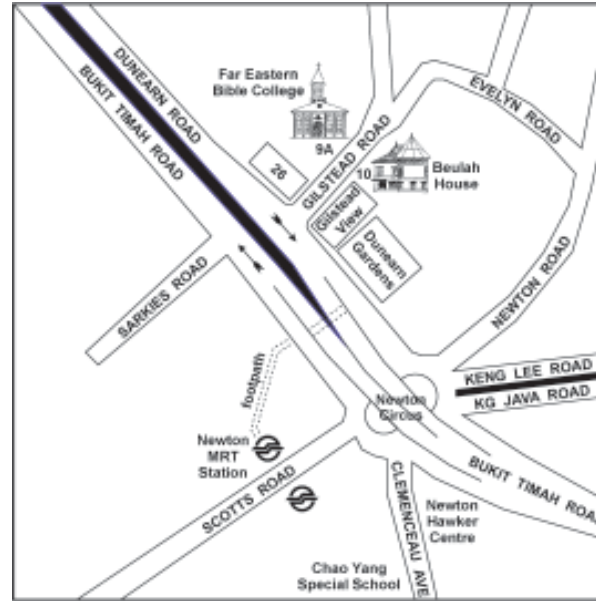 DUNEARN ROAD
BUKIT TIMAH ROAD
Far Eastern
Bible College
9A
26
GILSTEAD ROAD
EVELYN ROAD
10
Beulah
House
Gilstead
View
Dunearn
Gardens
NEWTON ROAD
SARKIES ROAD
footpath
KENG LEE ROAD
KG JAVA ROAD
Newton
Circus
Newton
MRT
Station
SCOTTS ROAD
CLEMENCEAU AVE
BUKIT TIMAH ROAD
Newton
Hawker
Centre
Chao Yang
Special School